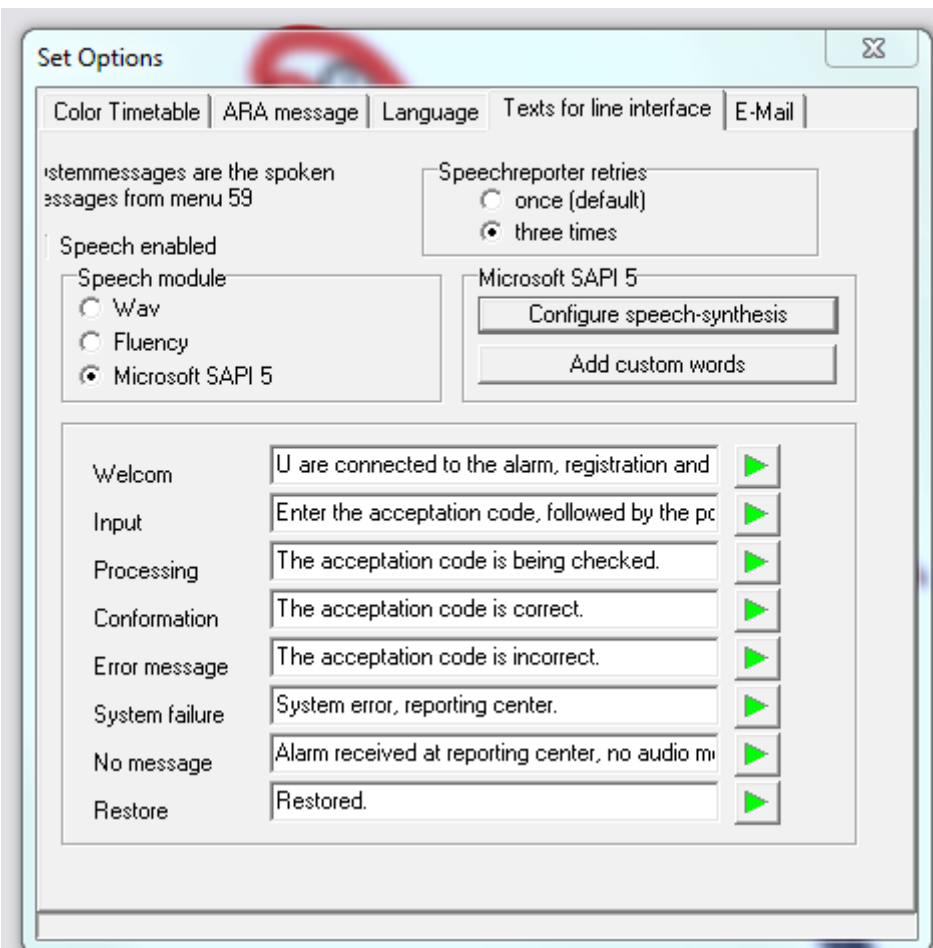 Set Options
Color Timetable ARA message Language Texts for line interface E-Mail
stemmessages are the spoken
essages from menu 59
Speechreporter retries
once (default)
three times
Speech enabled
Speech module
Wav
Fluency
Microsoft SAPI 5
Microsoft SAPI 5
Configure speech-synthesis
Add custom words
Welcom U are connected to the alarm, registration and
Input Enter the acceptation code, followed by the
Processing The acceptation code is being checked.
Conformation The acceptation code is correct.
Error message The acceptation code is incorrect.
System failure System error, reporting center.
No message Alarm received at reporting center, no audio
Restore Restored.